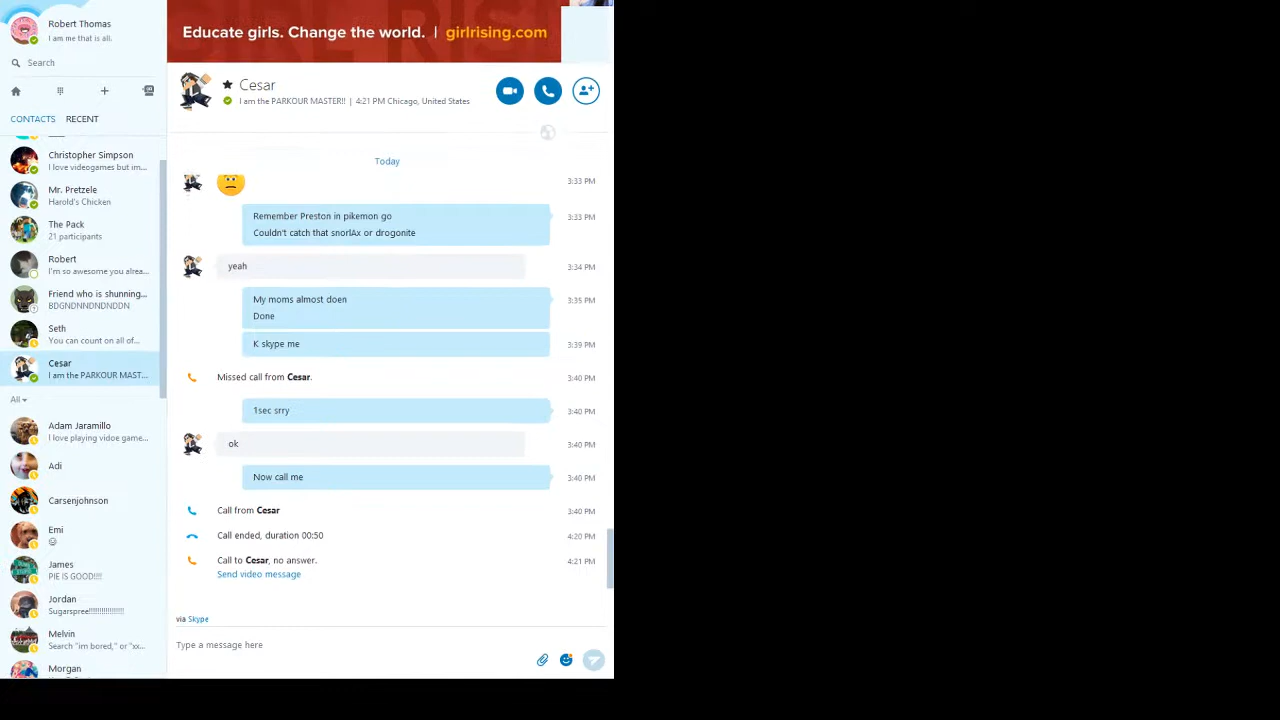 Robert Thomas
I am me that is all.
Search
CONTACTS RECENT
Christopher Simpson
I love videogames but im...
Mr. Pretzele
Harold's Chicken
The Pack
21 participants
Robert
I'm so awesome you alrea...
Friend who is shunning...
BDGNDNNDNDNDDN
Seth
You can count on all of...
Cesar
I am the PARKOUR MAST...
All
Adam Jaramillo
I love playing vidoe game...
Adi
Carsenjohnson
Emi
James
PIE IS GOOD!!!!
Jordan
Sugarspree!!!!!!!!!!!!!!!!!
Melvin
Search "im bored," or "xx...
Morgan
Educate girls. Change the world. | girlrising.com
Cesar
I am the PARKOUR MASTER!! | 4:21 PM Chicago, United States
Today
3:33 PM
Remember Preston in pikemon go 3:33 PM
Couldn't catch that snorlAx or drogonite
yeah 3:34 PM
My moms almost doen 3:35 PM
Done
K skype me 3:39 PM
Missed call from Cesar. 3:40 PM
1sec srry 3:40 PM
ok 3:40 PM
Now call me 3:40 PM
Call from Cesar 3:40 PM
Call ended, duration 00:50 4:20 PM
Call to Cesar, no answer. 4:21 PM
Send video message
via Skype
Type a message here